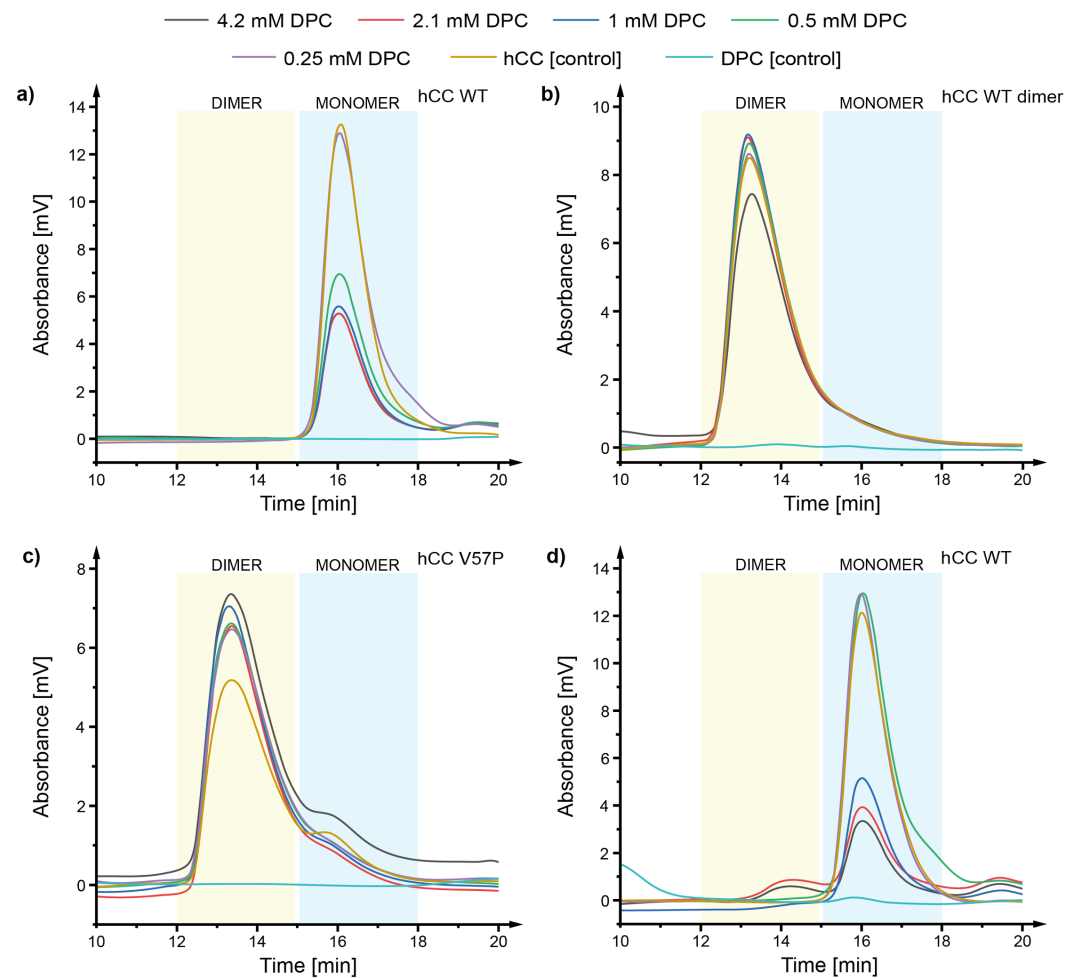 4.2 mM DPC 2.1 mM DPC 1 mM DPC 0.5 mM DPC
0.25 mM DPC hCC [control] DPC [control]
a) DIMER MONOMER hCC WT
14
12
10
8
6
4
2
0
Absorbance [mV]
10 12 14 16 18 20
Time [min]
b) DIMER MONOMER hCC WT dimer
10
8
6
4
2
0
Absorbance [mV]
10 12 14 16 18 20
Time [min]
c) DIMER MONOMER hCC V57P
8
6
4
2
0
Absorbance [mV]
10 12 14 16 18 20
Time [min]
d) DIMER MONOMER hCC WT
14
12
10
8
6
4
2
0
Absorbance [mV]
10 12 14 16 18 20
Time [min]